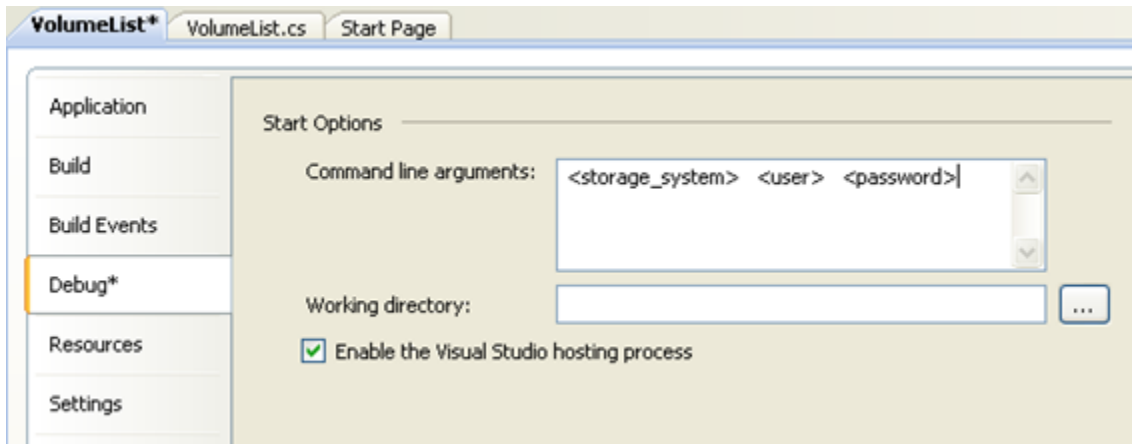 VolumeList* VolumeList.cs Start Page
Application
Start Options
Build
Command line arguments: <storage_system> <user> <password>
Build Events
Debug*
Working directory: ...
Resources
Enable the Visual Studio hosting process
Settings